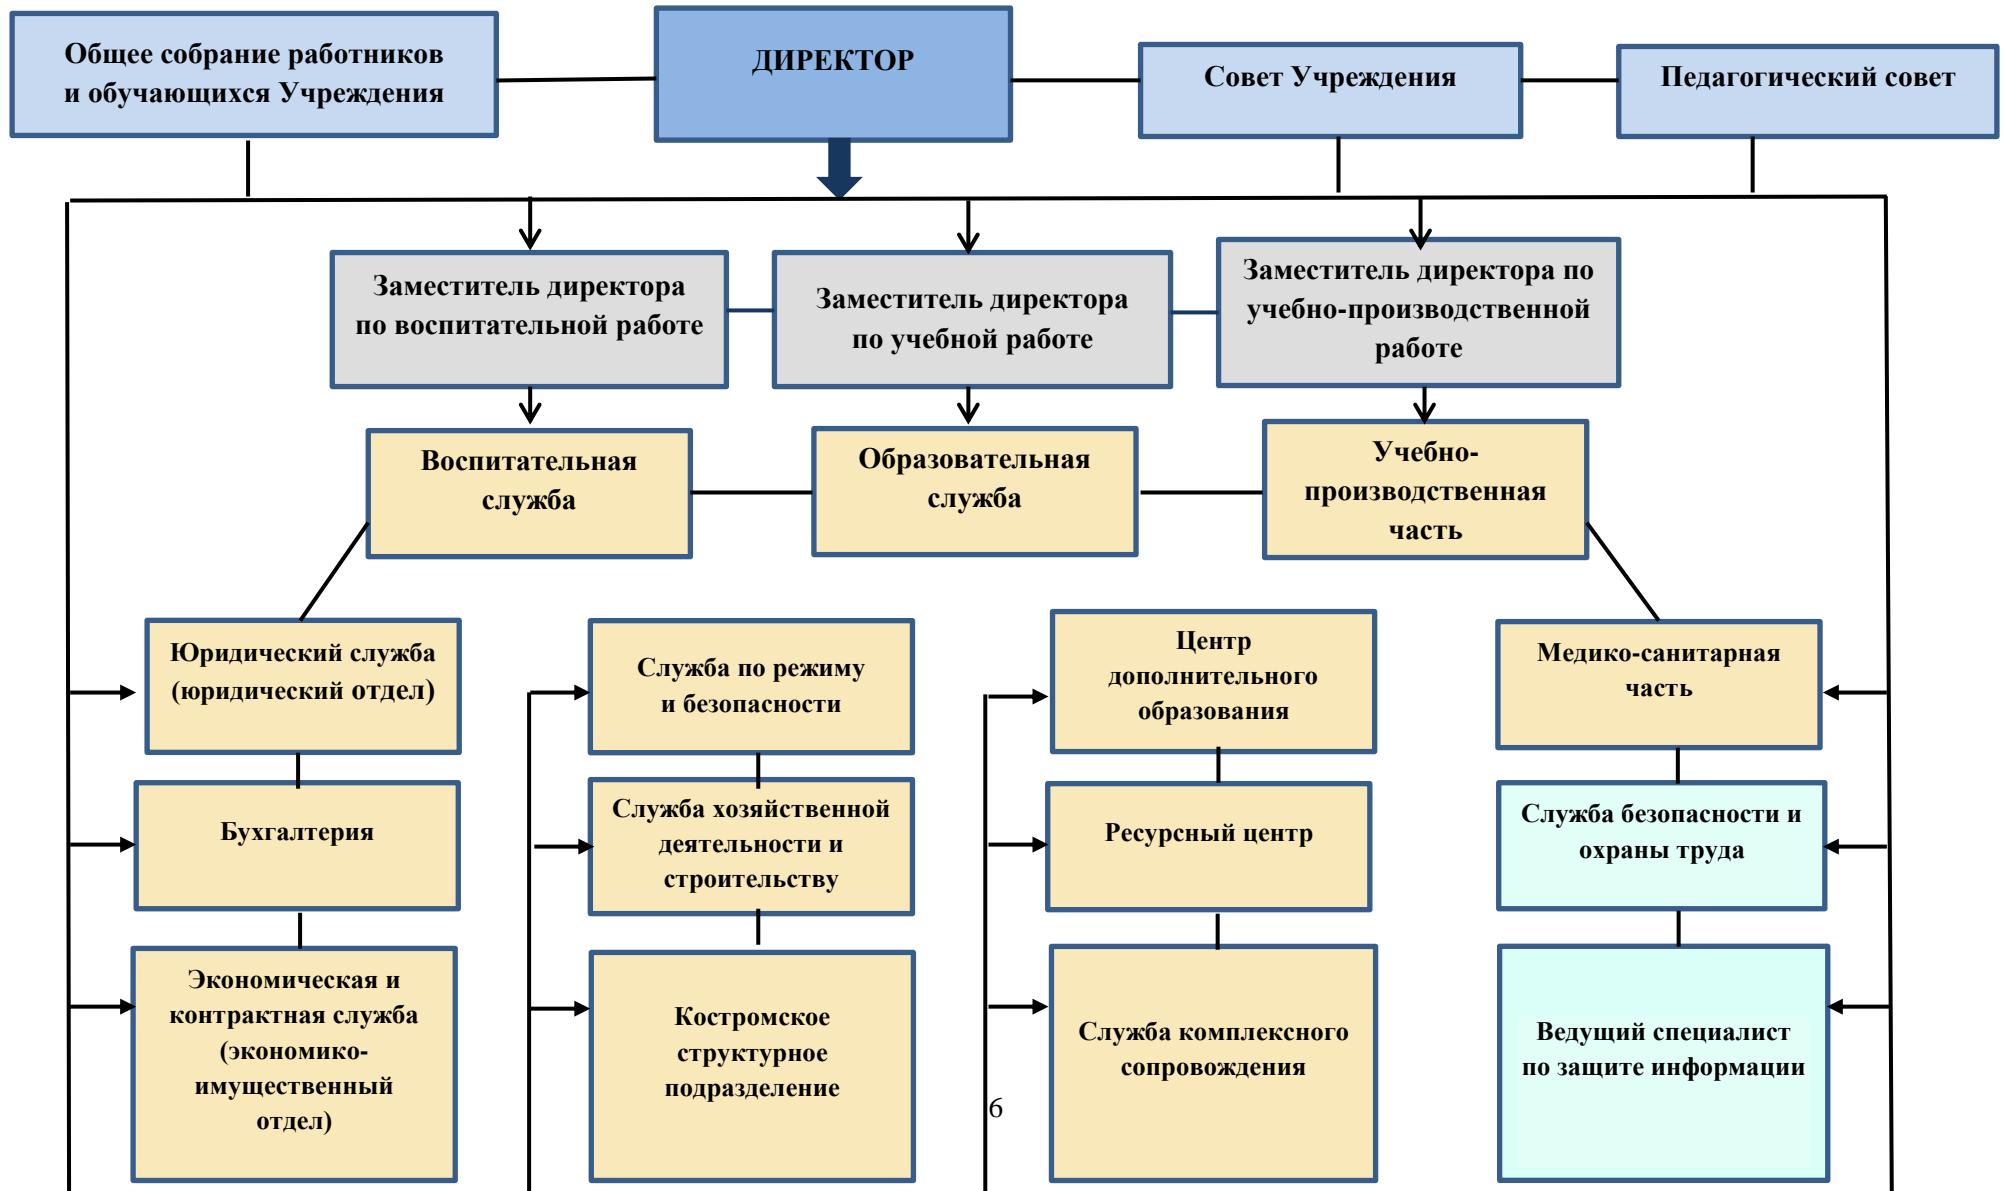 Общее собрание работников
и обучающихся Учреждения
ДИРЕКТОР
Совет Учреждения
Педагогический совет
Заместитель директора
по воспитательной работе
Заместитель директора
по учебной работе
Заместитель директора по
учебно-производственной
работе
Воспитательная
служба
Образовательная
служба
Учебно-
производственная
часть
Юридический служба
(юридический отдел)
Служба по режиму
и безопасности
Центр
дополнительного
образования
Медико-санитарная
часть
Бухгалтерия
Служба хозяйственной
деятельности и
строительству
Ресурсный центр
Служба безопасности и
охраны труда
Экономическая и
контрактная служба
(экономико-
имущественный
отдел)
Костромское
структурное
подразделение
Служба комплексного
сопровождения
Ведущий специалист
по защите информации
6